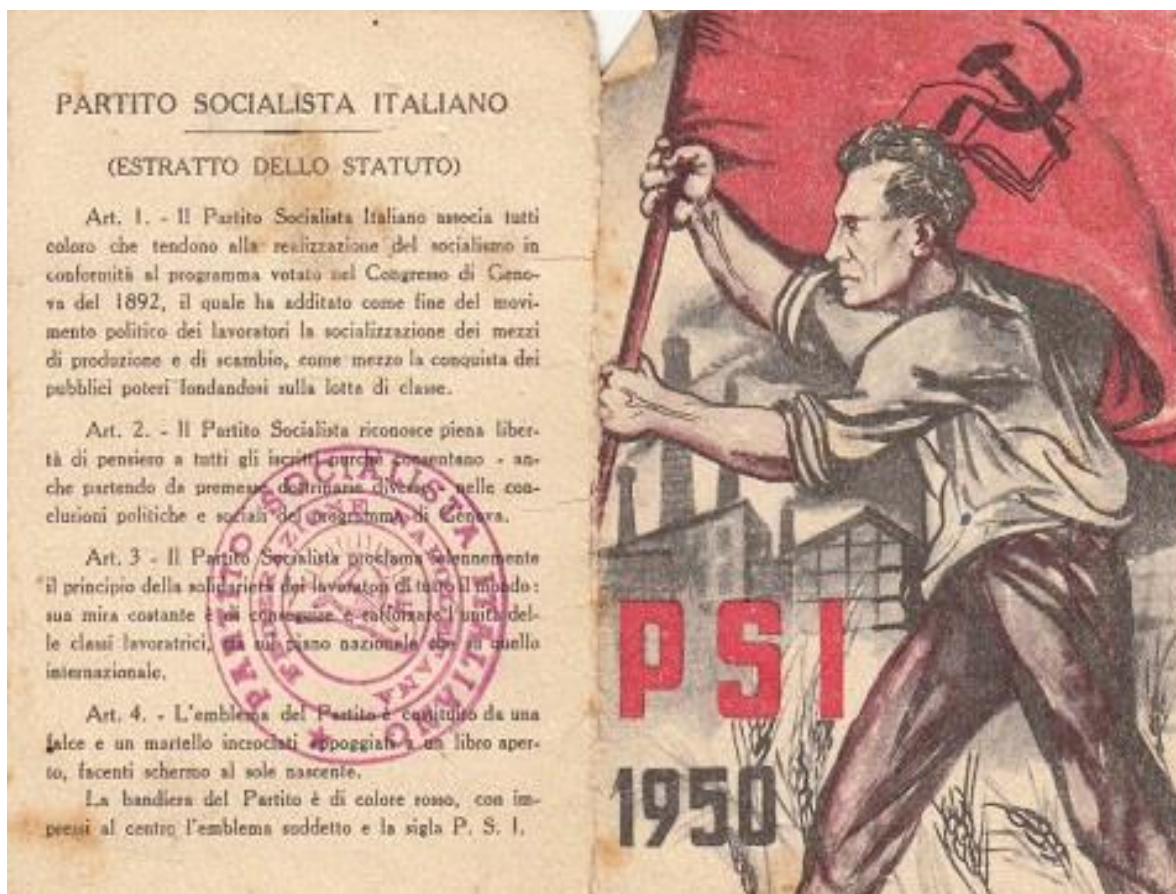 PARTITO SOCIALISTA ITALIANO
(ESTRATTO DELLO STATUTO)
Art. 1. - Il Partito Socialista Italiano associa tutti
coloro che tendono alla realizzazione del socialismo in
conformità al programma votato nel Congresso di Geno-
va del 1892, il quale ha additato come fine del movi-
mento politico dei lavoratori la socializzazione dei mezzi
di produzione e di scambio, come mezzo la conquista dei
pubblici poteri fondandosi sulla lotta di classe.
Art. 2. - Il Partito Socialista riconosce piena liber-
tà di pensiero a tutti gli iscritti purchè consentano - an-
che partendo da premesse dottrinarie diverse - nelle con-
clusioni politiche e sociali del programma di Genova.
Art. 3 - Il Partito Socialista proclama solennemente
il principio della solidarietà dei lavoratori di tutto il mondo :
sua mira costante è di conseguire e rafforzare l'unità del-
le classi lavoratrici, sia sul piano nazionale che su quello
internazionale.
Art. 4. - L'emblema del Partito è costituito da una
falce e un martello incrociati appoggiati a un libro aper-
to, facenti schermo al sole nascente.
La bandiera del Partito è di colore rosso, con im-
pressi al centro l'emblema suddetto e la sigla P. S. I.
PARTITO SOCIALISTA ITALIANO
PSI
1950